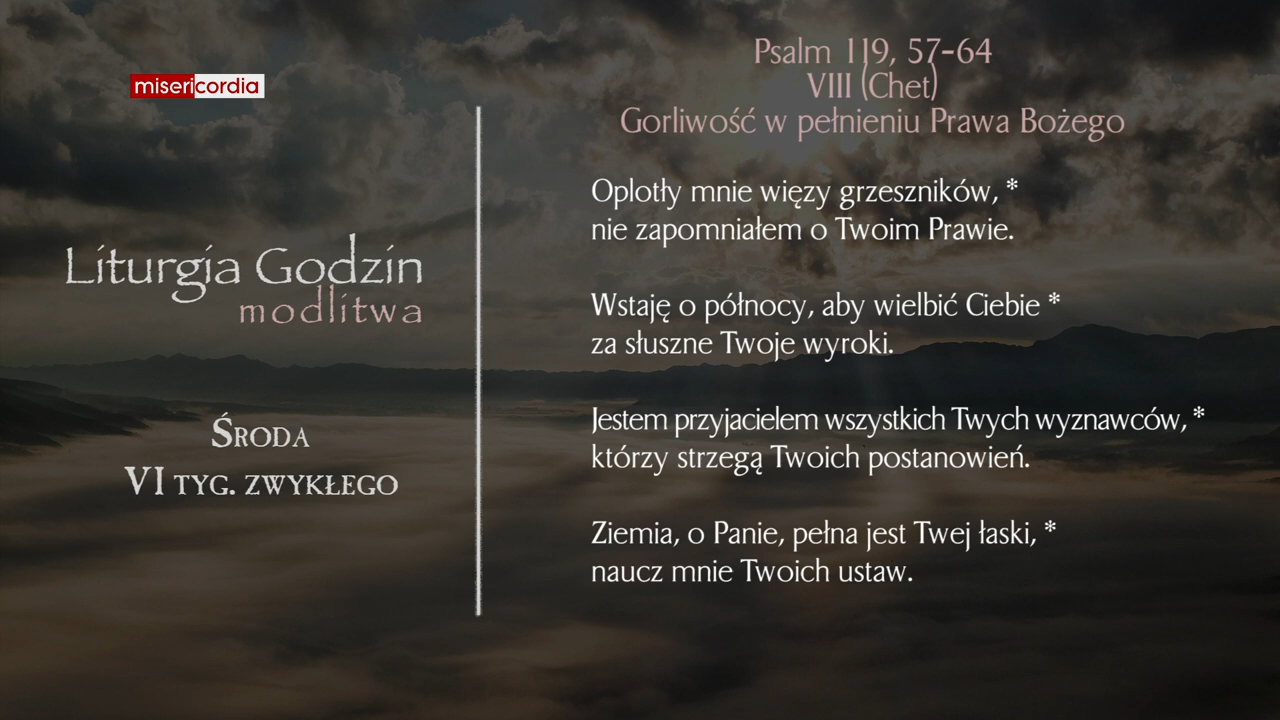 misericordia
Liturgia Godzin
modlitwa
Środa
VI tyg. zwykłego
Psalm 119, 57-64
VIII (Chet)
Gorliwość w pełnieniu Prawa Bożego
Oplotły mnie więzy grzeszników, *
nie zapomniałem o Twoim Prawie.
Wstaję o północy, aby wielbić Ciebie *
za słuszne Twoje wyroki.
Jestem przyjacielem wszystkich Twych wyznawców, *
którzy strzegą Twoich postanowień.
Ziemia, o Panie, pełna jest Twej łaski, *
naucz mnie Twoich ustaw.